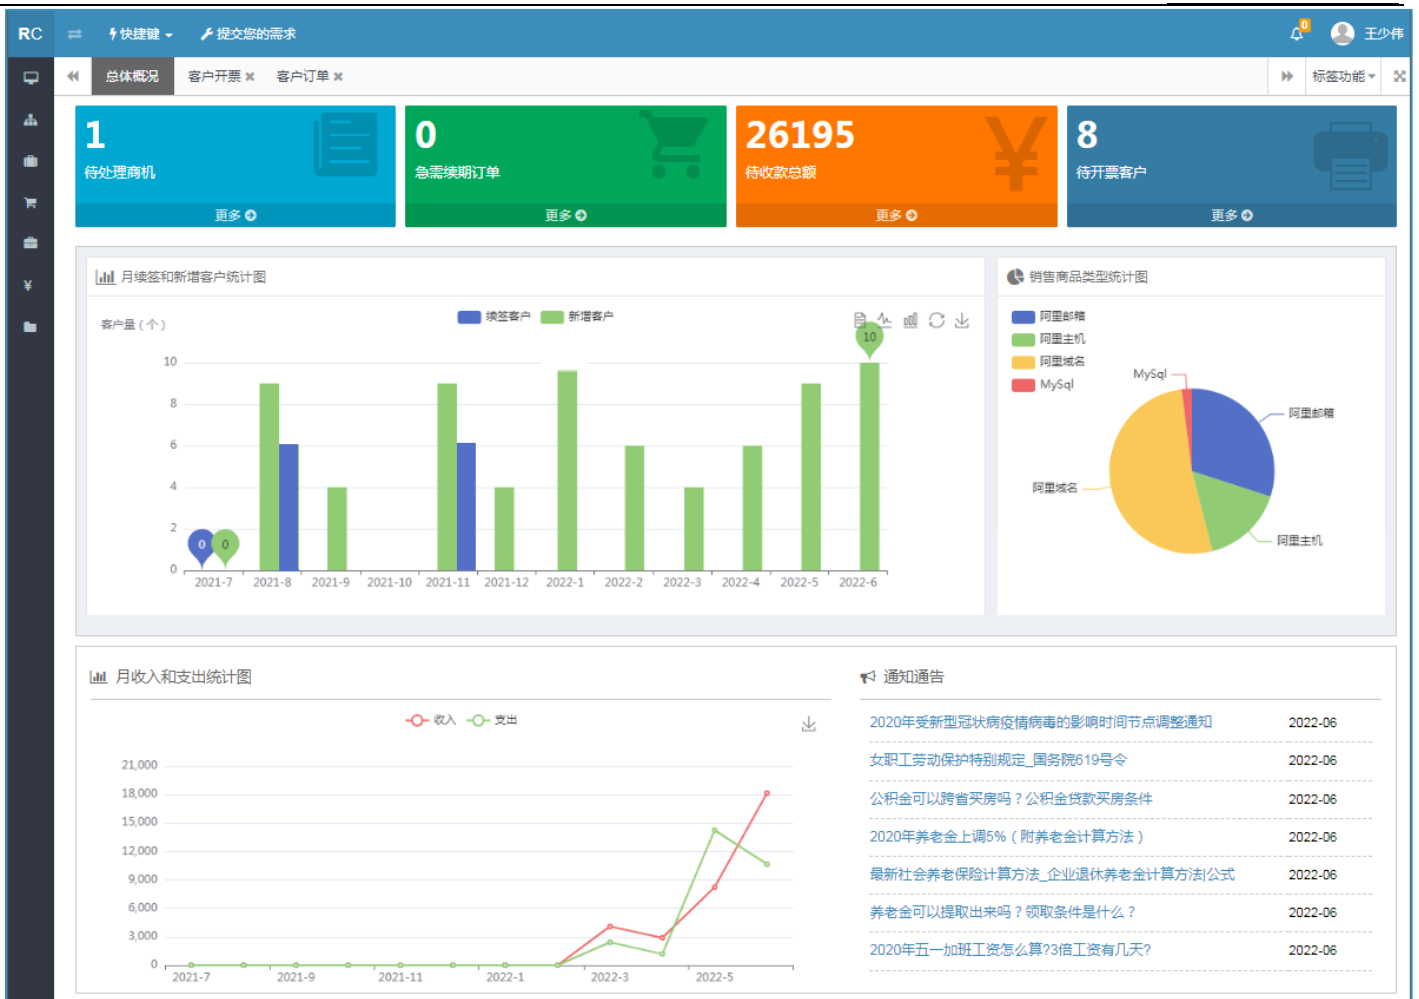 RC 快捷键 提交您的需求 0 王少伟
总体概况 客户开票 客户订单 标签功能
1 0 26195 8
待处理商机 急需续期订单 待收款总额 待开票客户
更多 更多 更多 更多
月续签和新增客户统计图
客户量(个) 续签客户 新增客户
10
10
8
6
4
2
0 0
0
2021-7 2021-8 2021-9 2021-10 2021-11 2021-12 2022-1 2022-2 2022-3 2022-4 2022-5 2022-6
销售商品类型统计图
阿里邮箱
阿里主机
阿里域名
MySql
MySql
阿里邮箱
阿里域名
阿里主机
月收入和支出统计图
收入 支出
21,000
18,000
15,000
12,000
9,000
6,000
3,000
0
2021-7 2021-9 2021-11 2022-1 2022-3 2022-5
通知通告
2020年受新型冠状病疫情病毒的影响时间节点调整通知 2022-06
女职工劳动保护特别规定_国务院619号令 2022-06
公积金可以跨省买房吗？公积金贷款买房条件 2022-06
2020年养老金上调5%（附养老金计算方法） 2022-06
最新社会养老保险计算方法_企业退休养老金计算方法|公式 2022-06
养老金可以提取出来吗？领取条件是什么？ 2022-06
2020年五一加班工资怎么算?3倍工资有几天? 2022-06